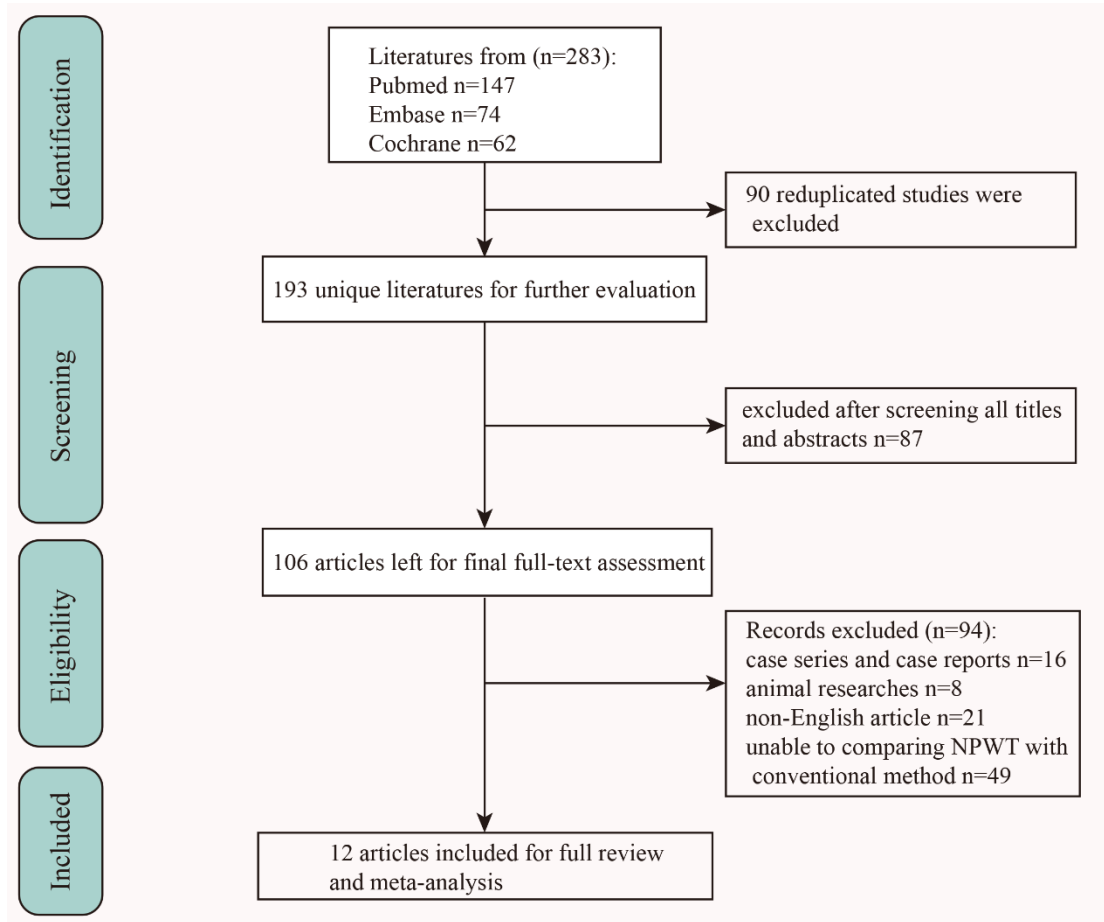 Identification
Literatures from (n=283):
Pubmed n=147
Embase n=74
Cochrane n=62
90 reduplicated studies were
excluded
193 unique literatures for further evaluation
Screening
excluded after screening all titles
and abstracts n=87
106 articles left for final full-text assessment
Eligibility
Records excluded (n=94):
case series and case reports n=16
animal researches n=8
non-English article n=21
unable to comparing NPWT with
conventional method n=49
Included
12 articles included for full review
and meta-analysis